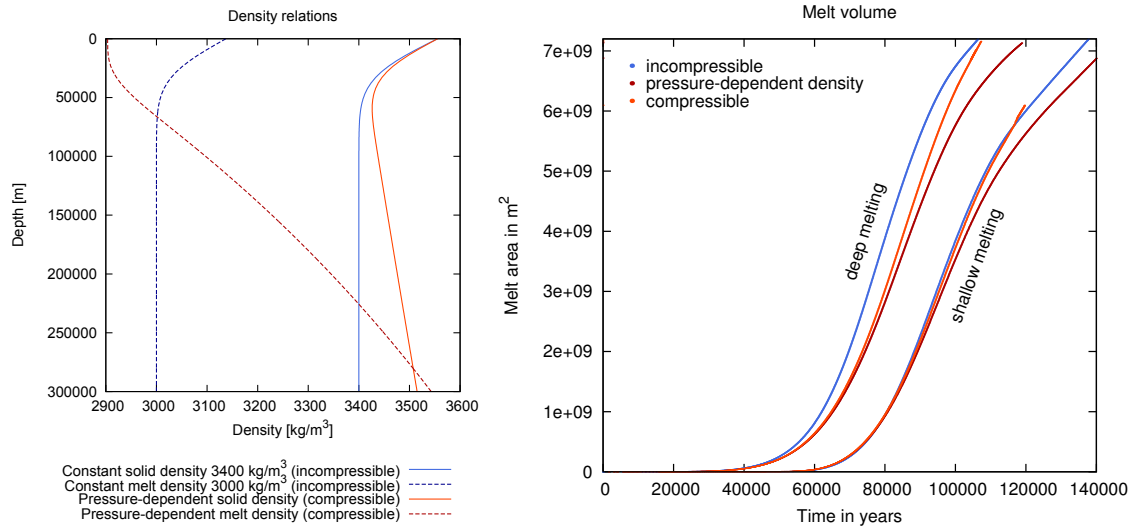 Density relations
0
50000
100000
150000
200000
250000
300000
Depth [m]
2900 3000 3100 3200 3300 3400 3500 3600
Density [kg/m³]
Constant solid density 3400 kg/m³ (incompressible)
Constant melt density 3000 kg/m³ (incompressible)
Pressure-dependent solid density (compressible)
Pressure-dependent melt density (compressible)
Melt volume
7e+09
6e+09
5e+09
4e+09
3e+09
2e+09
1e+09
0
Melt area in m²
incompressible
pressure-dependent density
compressible
deep melting
shallow melting
0 20000 40000 60000 80000 100000 120000 140000
Time in years